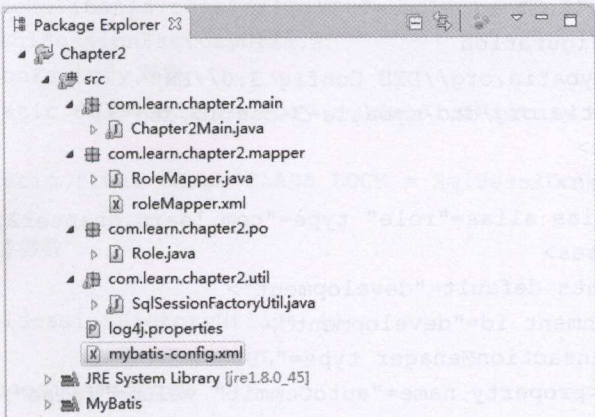 Package Explorer
Chapter2
src
com.learn.chapter2.main
Chapter2Main.java
com.learn.chapter2.mapper
RoleMapper.java
roleMapper.xml
com.learn.chapter2.po
Role.java
com.learn.chapter2.util
SqlSessionFactoryUtil.java
log4j.properties
mybatis-config.xml
JRE System Library [jre1.8.0_45]
MyBatis